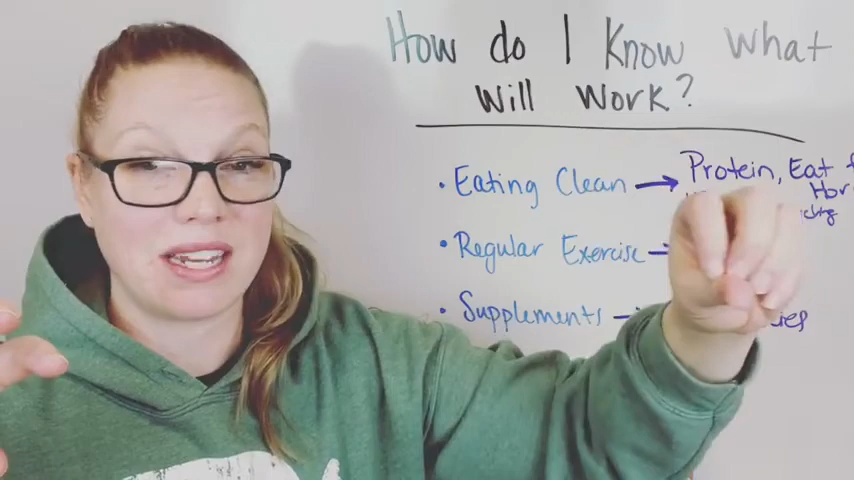 How do I Know What
Will Work?
• Eating Clean → Protein, Eat
• Regular Exercise
• Supplements